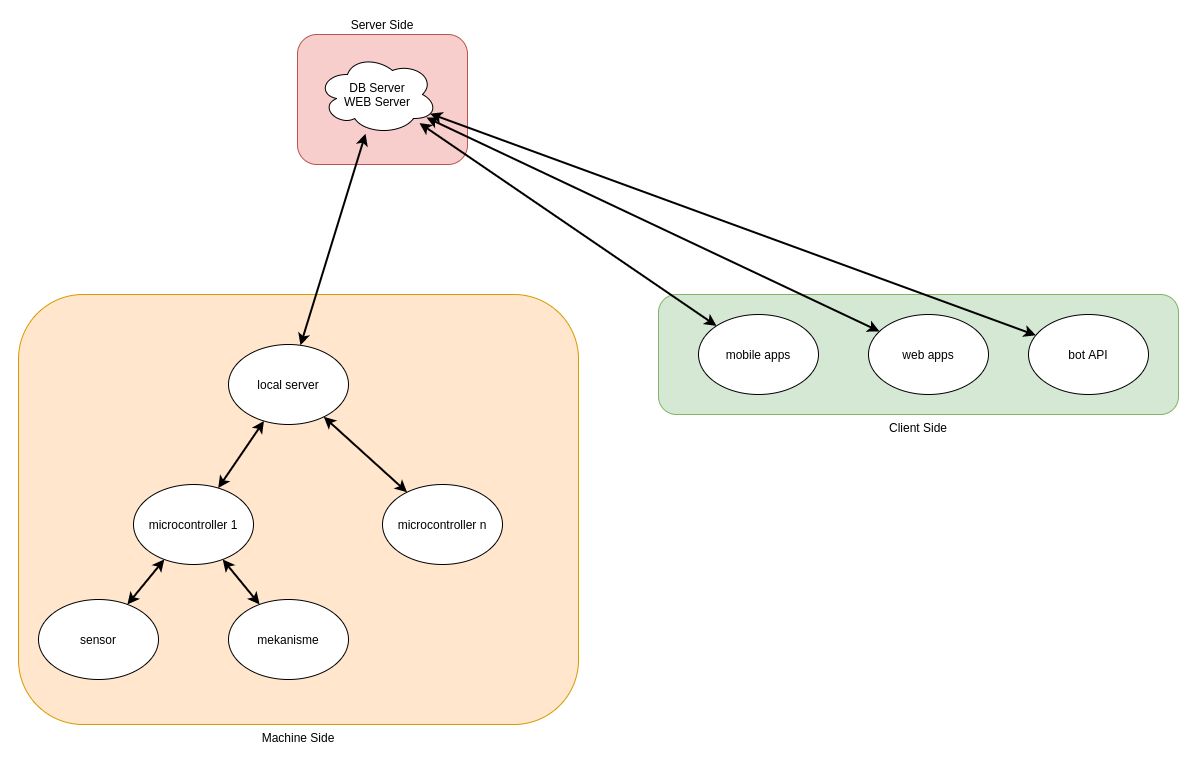 Server Side
DB Server
WEB Server
mobile apps
web apps
bot API
Client Side
local server
microcontroller 1
microcontroller n
sensor
mekanisme
Machine Side